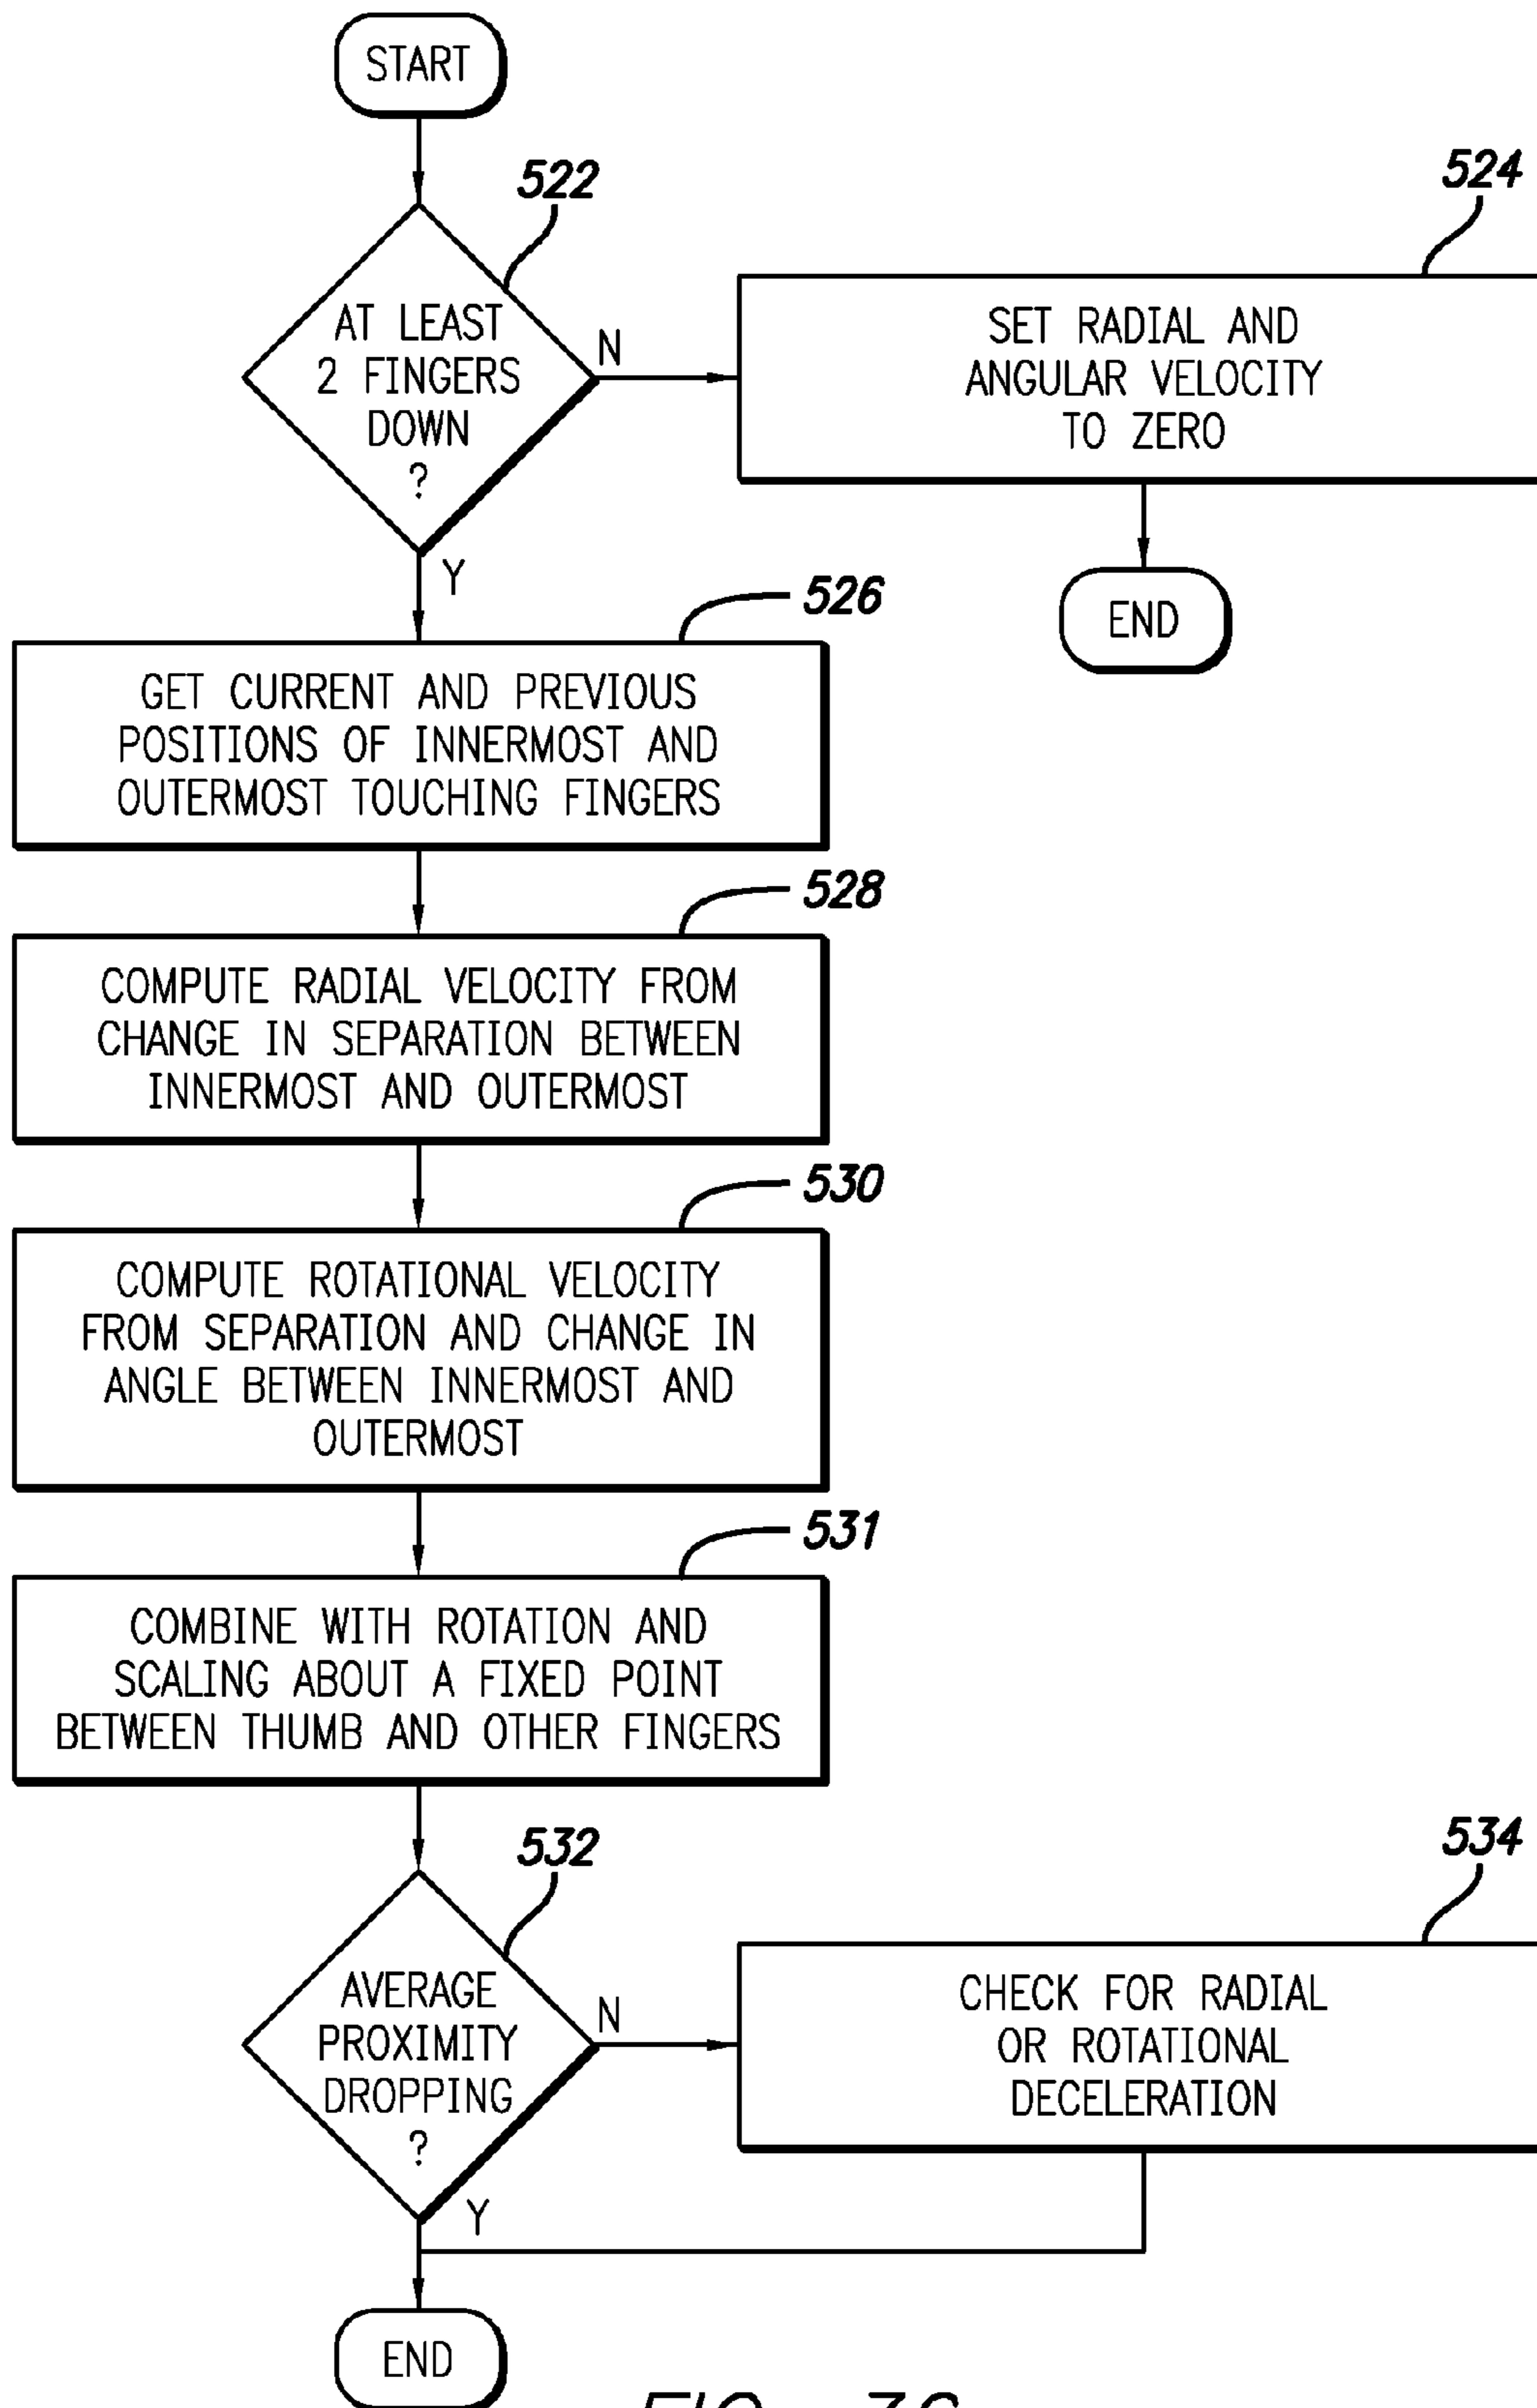 START
522
AT LEAST
2 FINGERS
DOWN
?
N
Y
524
SET RADIAL AND
ANGULAR VELOCITY
TO ZERO
END
526
GET CURRENT AND PREVIOUS
POSITIONS OF INNERMOST AND
OUTERMOST TOUCHING FINGERS
528
COMPUTE RADIAL VELOCITY FROM
CHANGE IN SEPARATION BETWEEN
INNERMOST AND OUTERMOST
530
COMPUTE ROTATIONAL VELOCITY
FROM SEPARATION AND CHANGE IN
ANGLE BETWEEN INNERMOST AND
OUTERMOST
531
COMBINE WITH ROTATION AND
SCALING ABOUT A FIXED POINT
BETWEEN THUMB AND OTHER FINGERS
532
AVERAGE
PROXIMITY
DROPPING
?
N
Y
534
CHECK FOR RADIAL
OR ROTATIONAL
DECELERATION
END